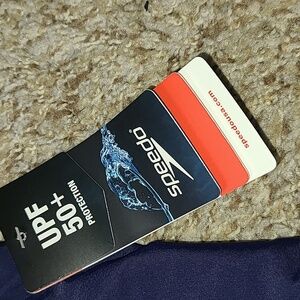 speedousa.com
speedo
UPF
50+
PROTECTION